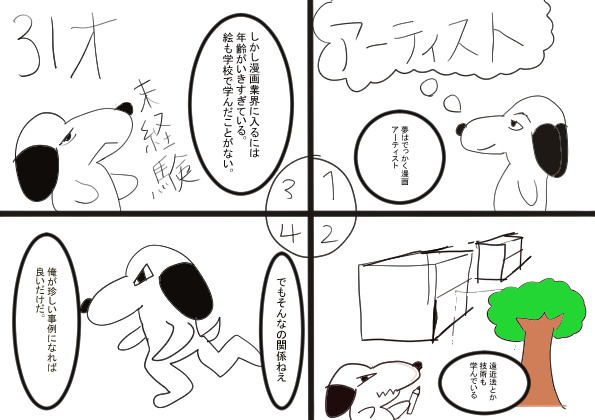 アーティスト
夢はでっかく漫画
アーティスト
1
2
遠近法とか
技術も
学んでいる
31才
未経験
しかし漫画業界に入るには
年齢がいきすぎている。
絵も学校で学んだことがない。
3
4
でもそんなの関係ねえ
俺が珍しい事例になれば
良いだけだ。